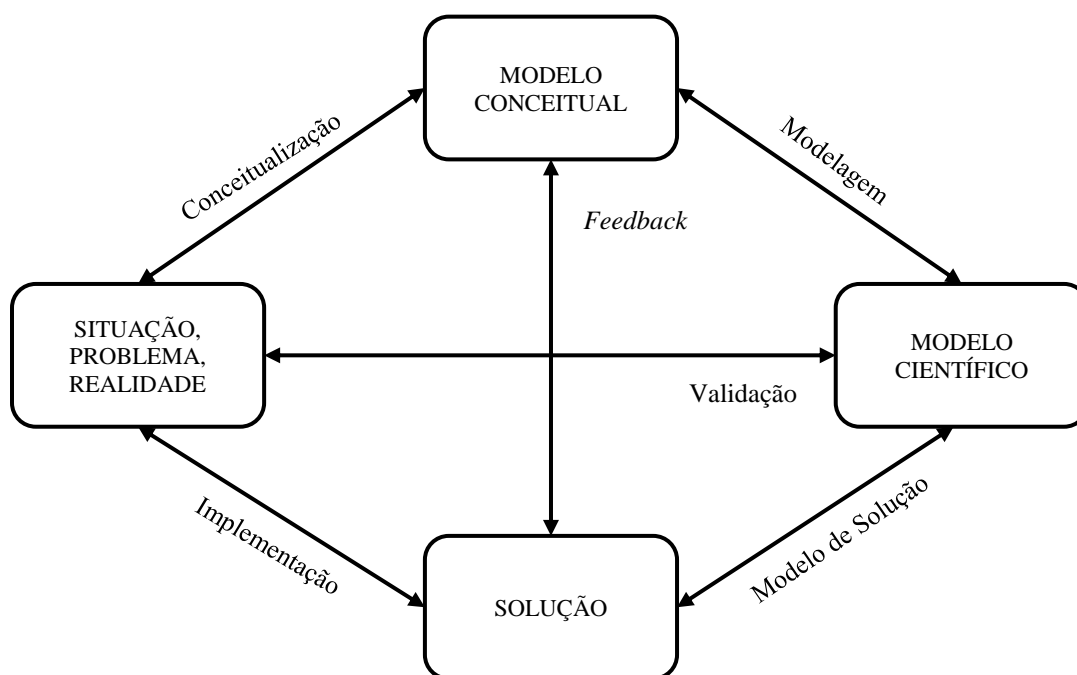 MODELO
CONCEITUAL
Conceitualização
Modelagem
Feedback
SITUAÇÃO,
PROBLEMA,
REALIDADE
MODELO
CIENTÍFICO
Validação
Implementação
Modelo de Solução
SOLUÇÃO